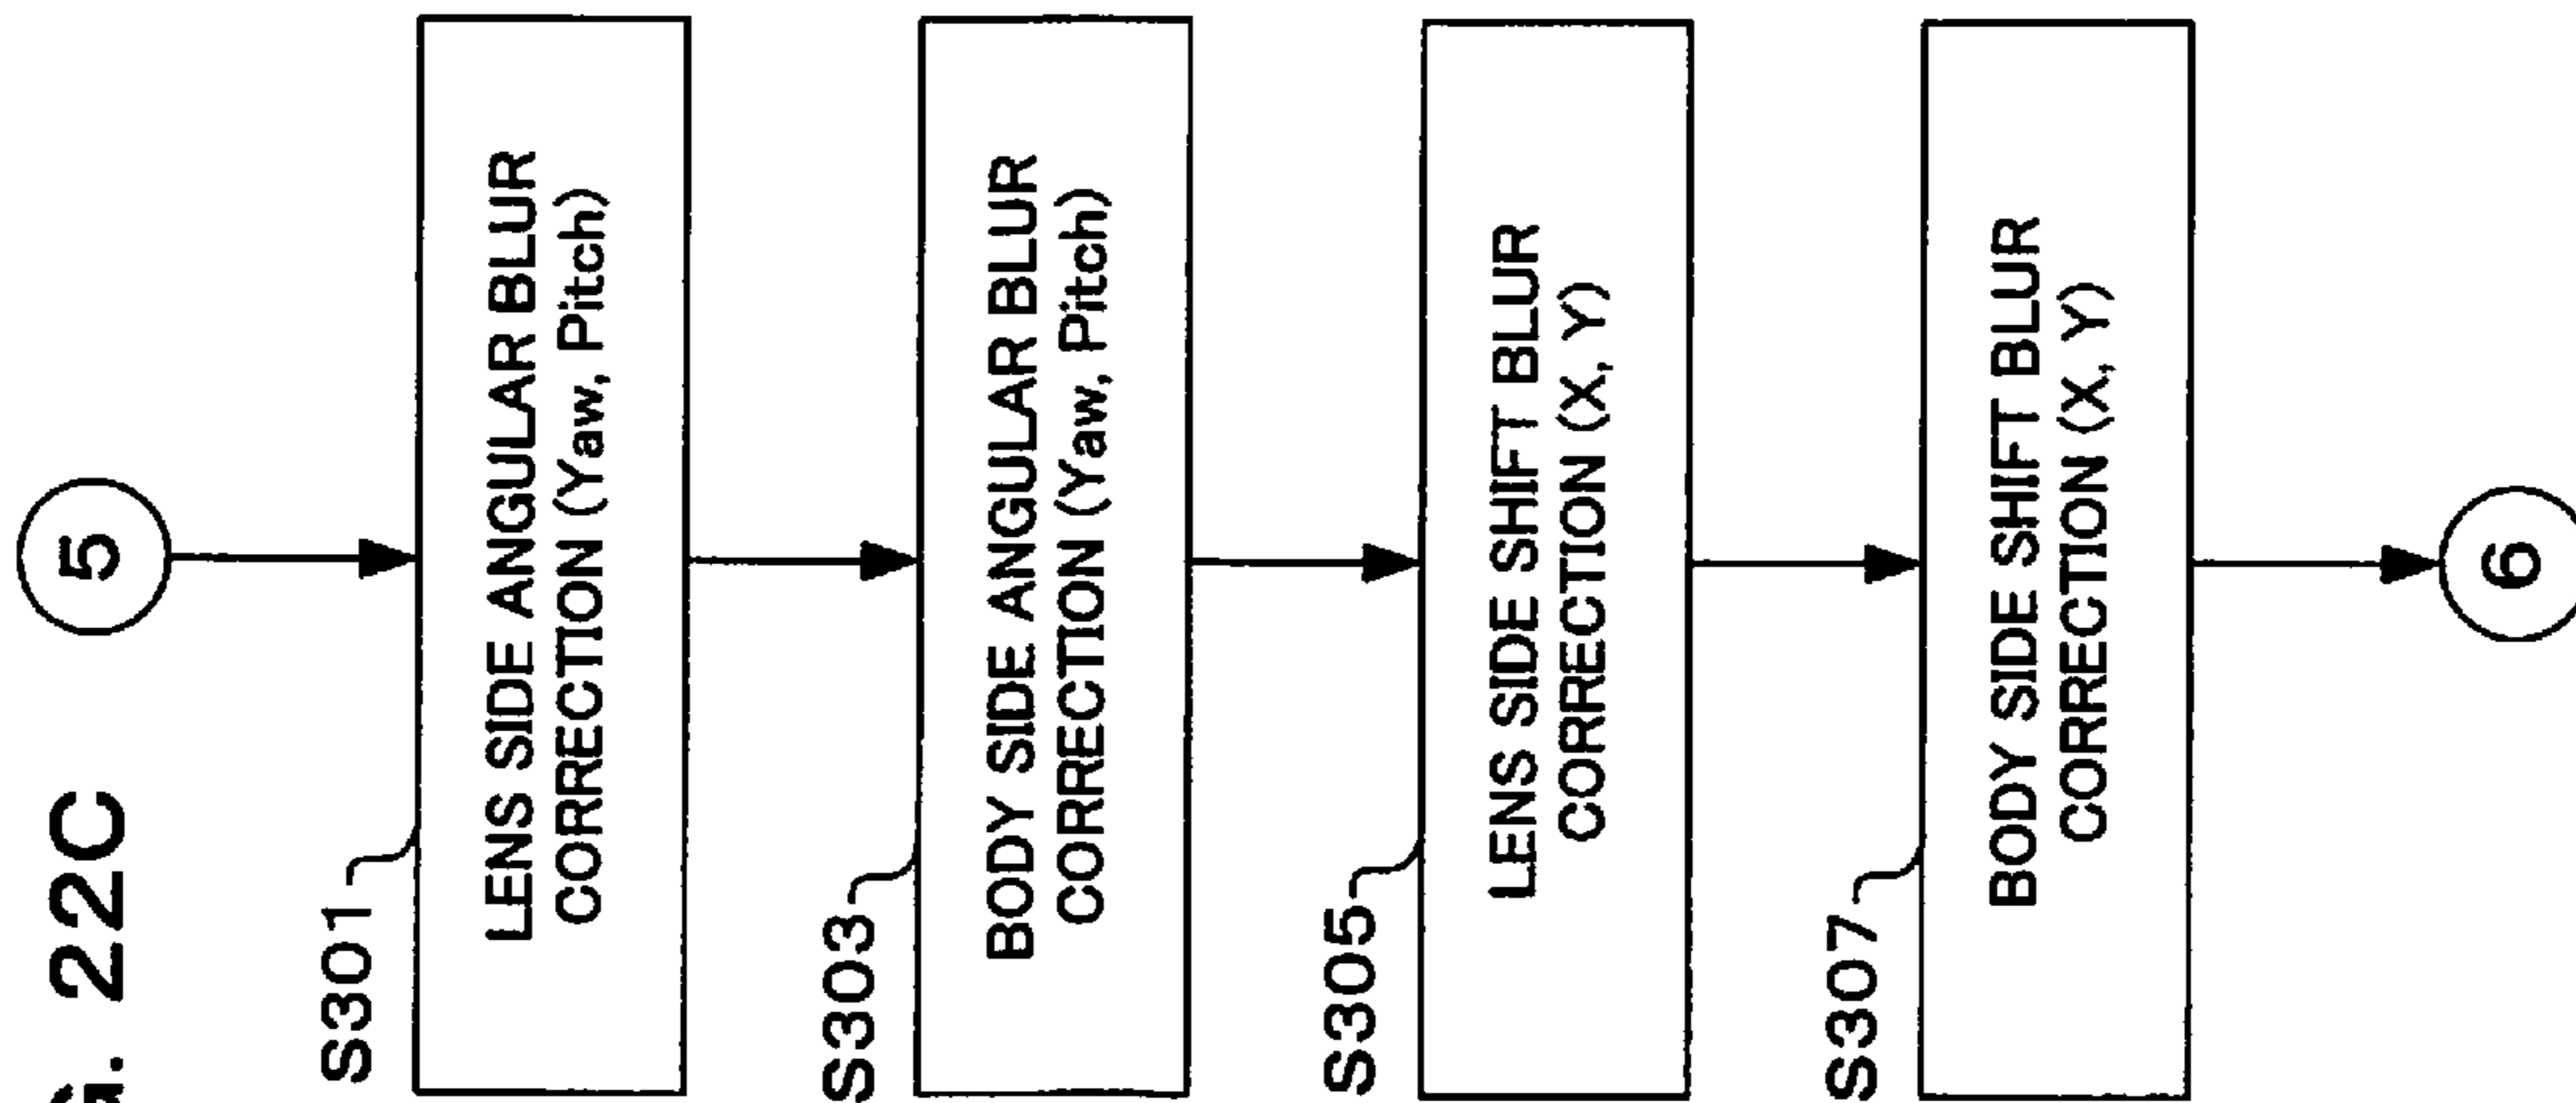 G. 22C
5
S301
LENS SIDE ANGULAR BLUR
CORRECTION (Yaw, Pitch)
S303
BODY SIDE ANGULAR BLUR
CORRECTION (Yaw, Pitch)
S305
LENS SIDE SHIFT BLUR
CORRECTION (X, Y)
S307
BODY SIDE SHIFT BLUR
CORRECTION (X, Y)
6